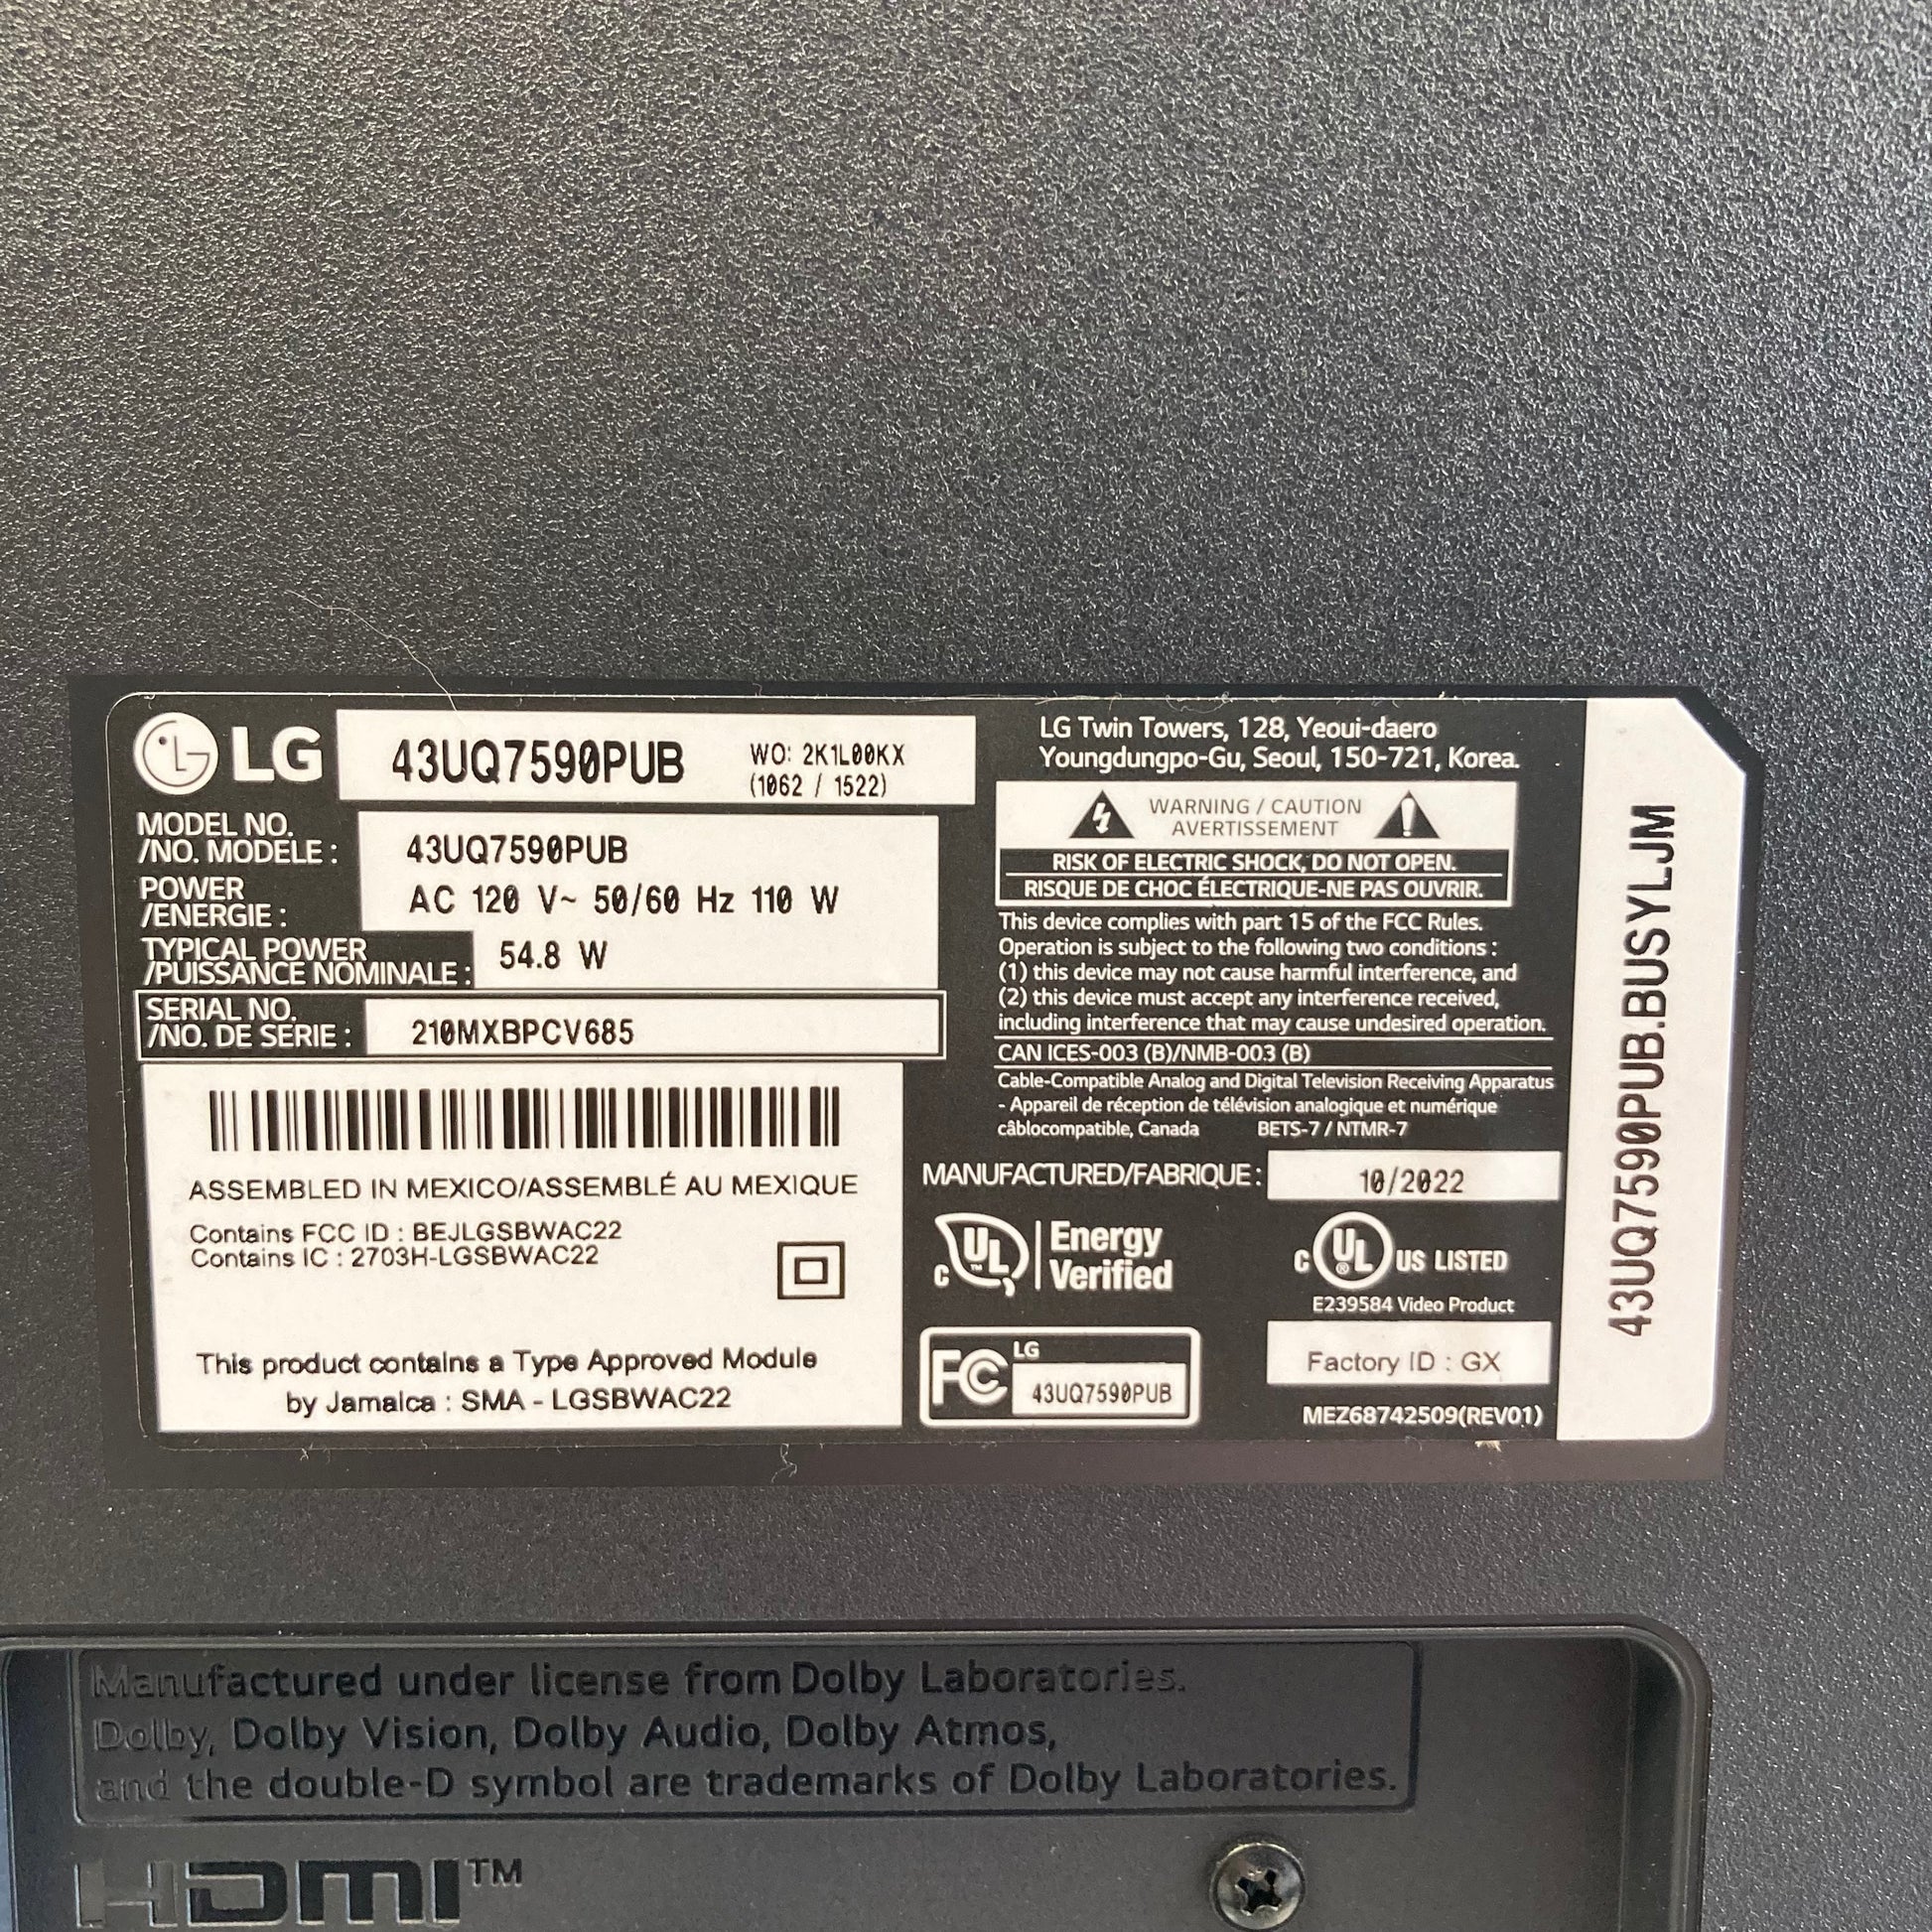 LG
43UQ7590PUB
WO: 2K1L00KX
(1062 / 1522)
MODEL NO.
/NO. MODÈLE :
43UQ7590PUB
POWER
/ENERGIE :
AC 120 V~ 50/60 Hz 110 W
TYPICAL POWER
/PUISSANCE NOMINALE :
54.8 W
SERIAL NO.
/NO. DE SÉRIE :
210MXBPCV685
ASSEMBLED IN MEXICO/ASSEMBLÉ AU MEXIQUE
Contains FCC ID : BEJLGSBWAC22
Contains IC : 2703H-LGSBWAC22
This product contains a Type Approved Module
by Jamaica : SMA - LGSBWAC22
LG Twin Towers, 128, Yeoui-daero
Youngdungpo-Gu, Seoul, 150-721, Korea.
WARNING / CAUTION
AVERTISSEMENT
RISK OF ELECTRIC SHOCK, DO NOT OPEN.
RISQUE DE CHOC ÉLECTRIQUE-NE PAS OUVRIR.
This device complies with part 15 of the FCC Rules.
Operation is subject to the following two conditions :
(1) this device may not cause harmful interference, and
(2) this device must accept any interference received,
including interference that may cause undesired operation.
CAN ICES-003 (B)/NMB-003 (B)
Cable-Compatible Analog and Digital Television Receiving Apparatus
- Appareil de réception de télévision analogique et numérique
câblocompatible, Canada BETS-7 / NTMR-7
MANUFACTURED/FABRIQUE :
10/2022
C UL ™ Energy
Verified
C UL ® US LISTED
E239584 Video Product
FC LG
43UQ7590PUB
Factory ID : GX
MEZ68742509(REV01)
43UQ7590PUB.BUSYLJM
Manufactured under license from Dolby Laboratories.
Dolby, Dolby Vision, Dolby Audio, Dolby Atmos,
and the double-D symbol are trademarks of Dolby Laboratories.
HDMI™